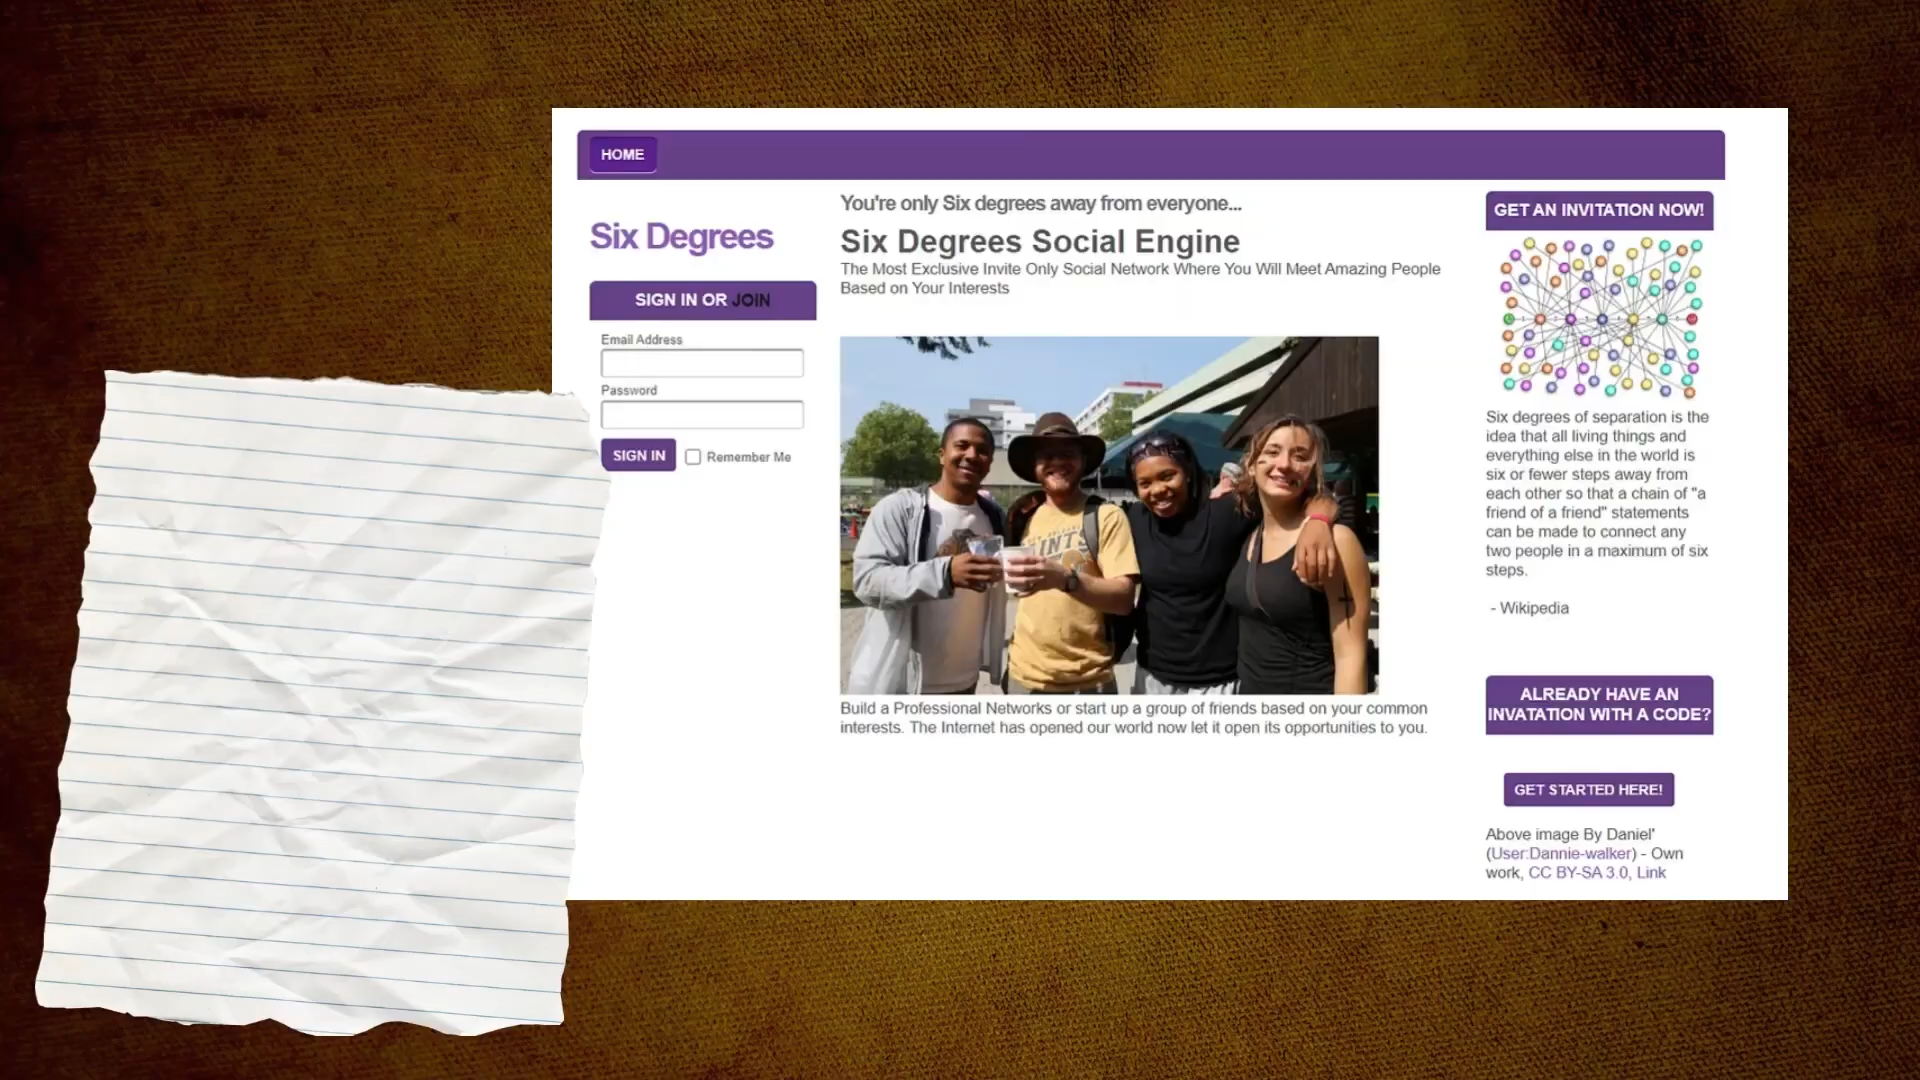 HOME
Six Degrees
SIGN IN OR JOIN
Email Address
Password
SIGN IN
Remember Me
You're only Six degrees away from everyone...
Six Degrees Social Engine
The Most Exclusive Invite Only Social Network Where You Will Meet Amazing People
Based on Your Interests
Build a Professional Networks or start up a group of friends based on your common
interests. The Internet has opened our world now let it open its opportunities to you.
GET AN INVITATION NOW!
Six degrees of separation is the
idea that all living things and
everything else in the world is
six or fewer steps away from
each other so that a chain of "a
friend of a friend" statements
can be made to connect any
two people in a maximum of six
steps.
- Wikipedia
ALREADY HAVE AN
INVATATION WITH A CODE?
GET STARTED HERE!
Above image By Daniel'
(User:Dannie-walker) - Own
work, CC BY-SA 3.0, Link